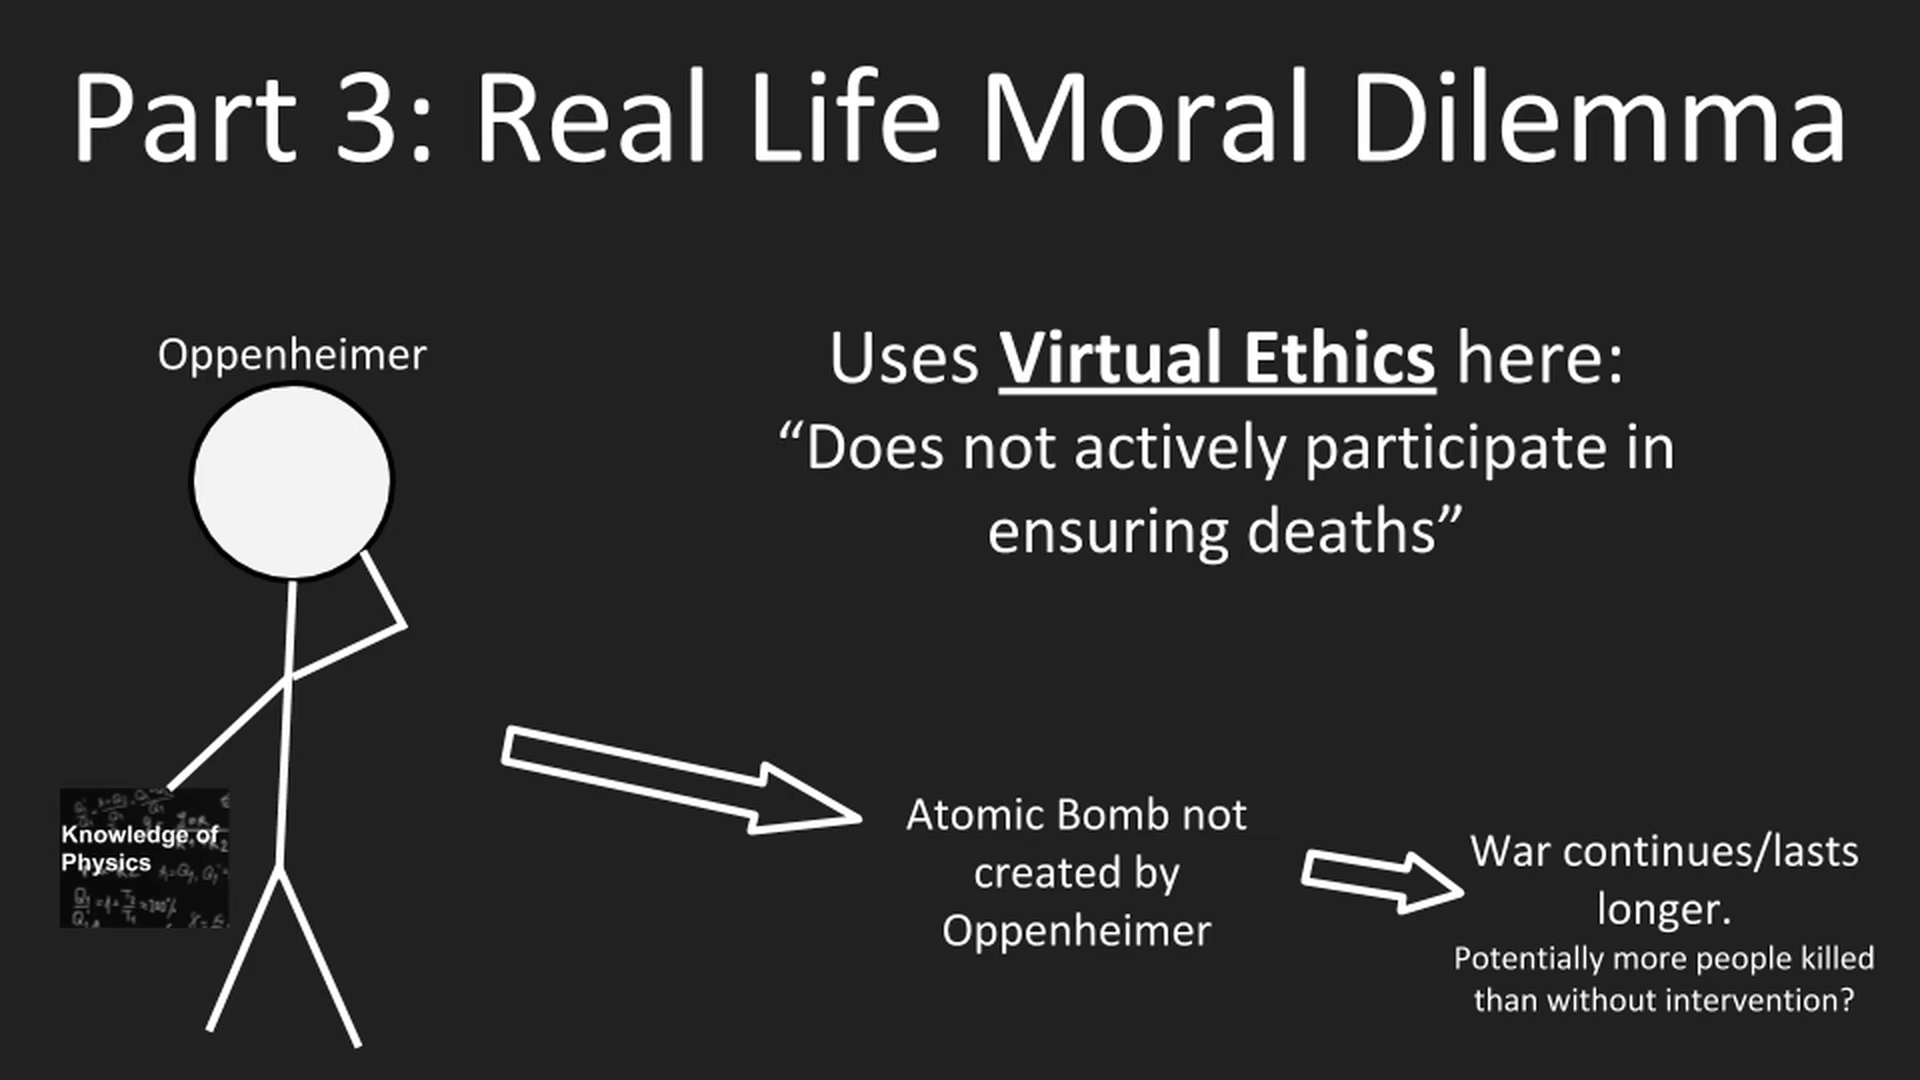 Part 3: Real Life Moral Dilemma
Oppenheimer
Uses Virtual Ethics here:
“Does not actively participate in
ensuring deaths”
Knowledge of
Physics
Atomic Bomb not
created by
Oppenheimer
War continues/lasts
longer.
Potentially more people killed
than without intervention?